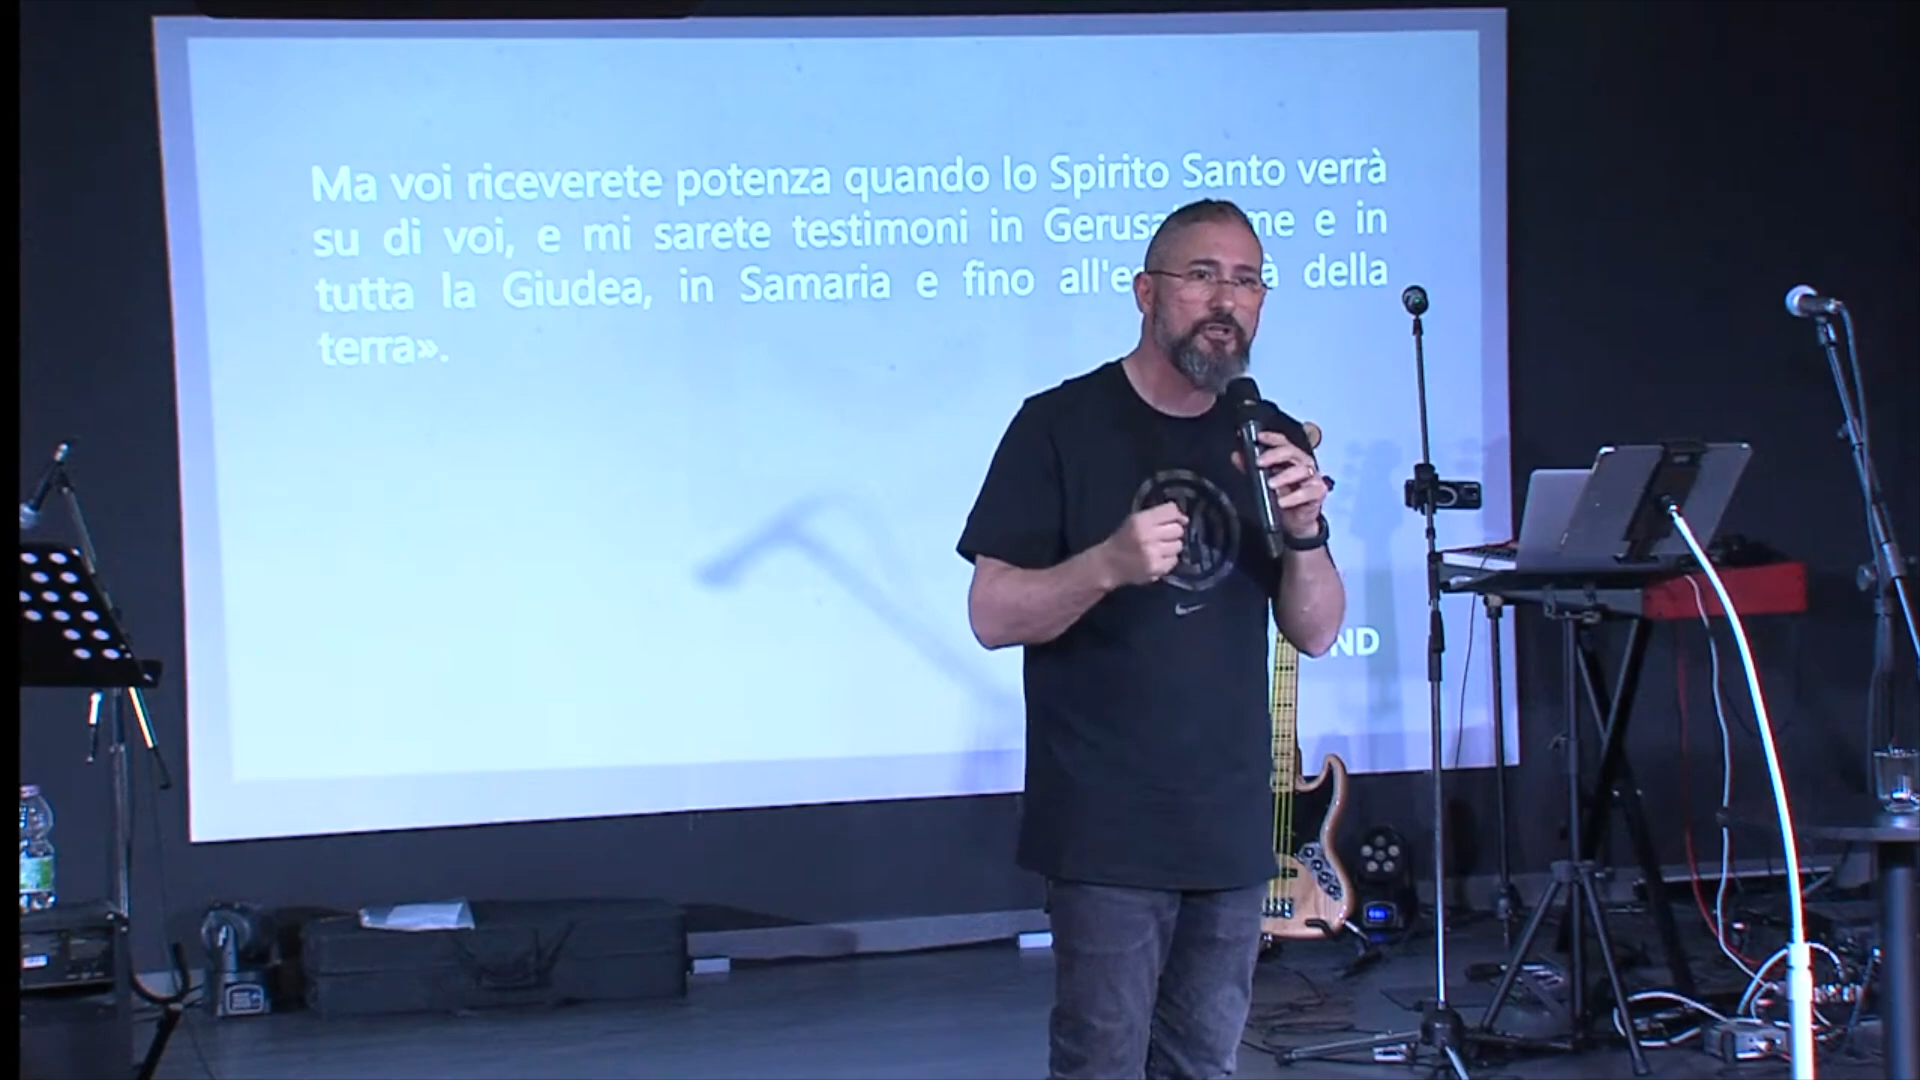 Ma voi riceverete potenza quando lo Spirito Santo verrà
su di voi, e mi sarete testimoni in e in
tutta la Giudea, in Samaria e fino della
terra».
ND